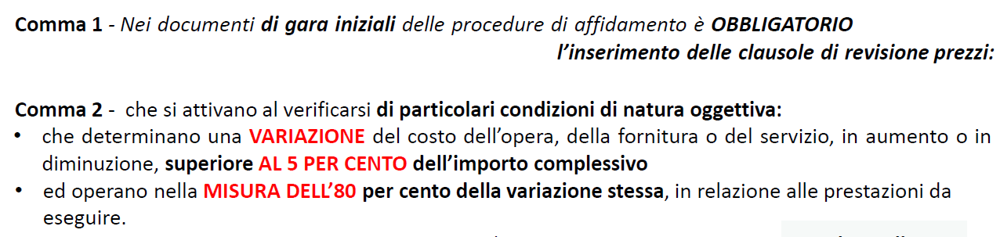 Comma 1 - Nei documenti di gara iniziali delle procedure di affidamento è OBBLIGATORIO
l’inserimento delle clausole di revisione prezzi:
Comma 2 - che si attivano al verificarsi di particolari condizioni di natura oggettiva:
• che determinano una VARIAZIONE del costo dell’opera, della fornitura o del servizio, in aumento o in
diminuzione, superiore AL 5 PER CENTO dell’importo complessivo
• ed operano nella MISURA DELL’80 per cento della variazione stessa, in relazione alle prestazioni da
eseguire.